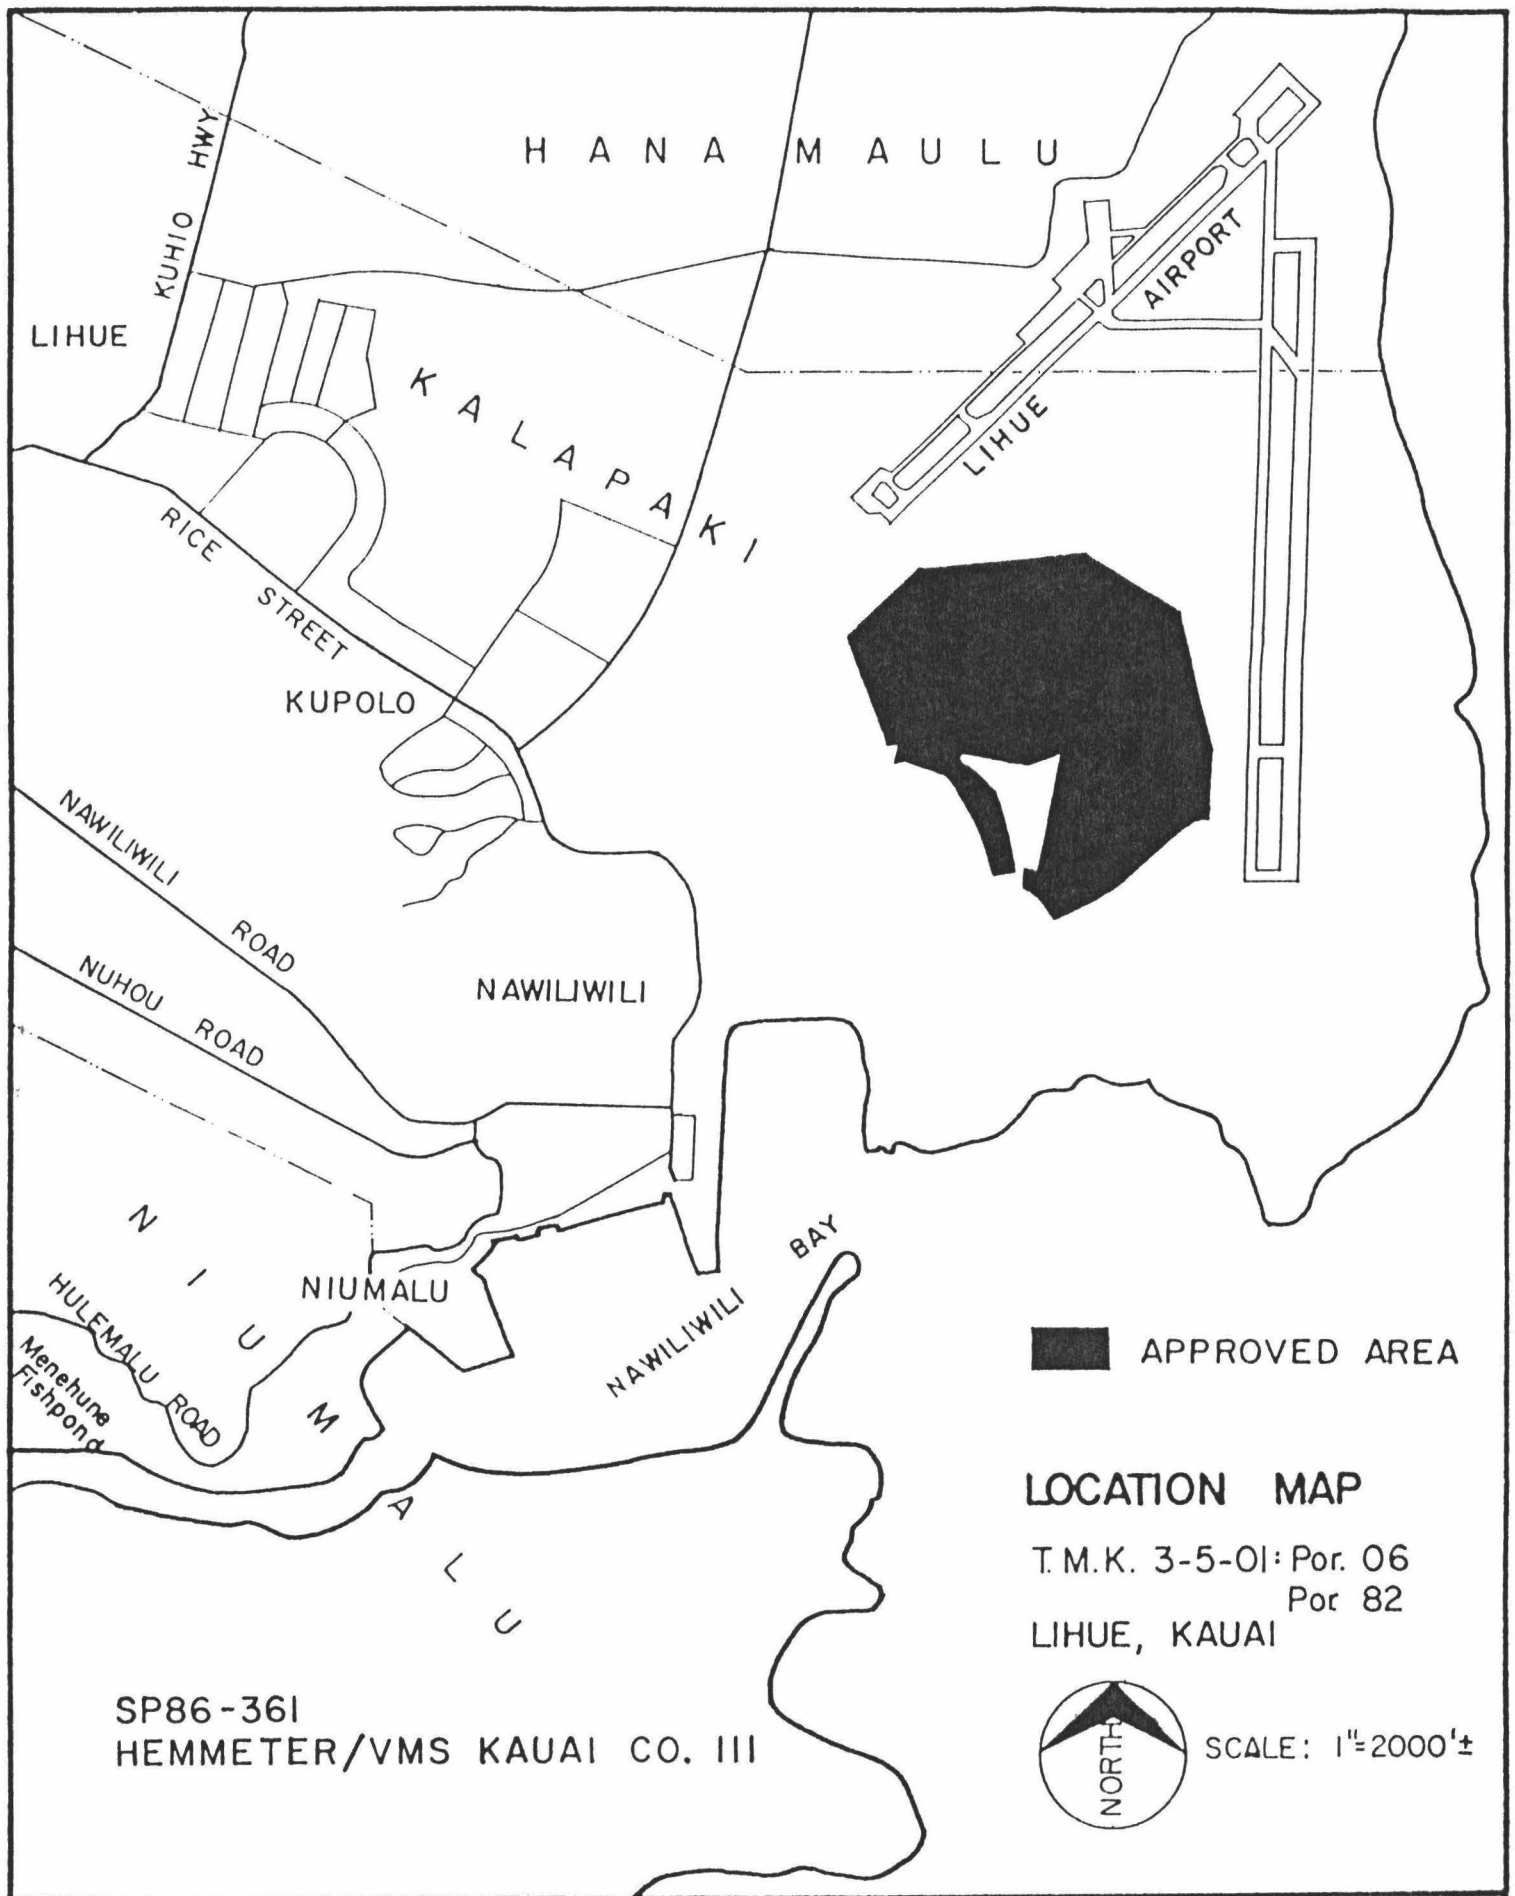 HANAMAULU
KUHIO HWY
LIHUE
AIRPORT
LIHUE
KALAPAKI
RICE STREET
KUPOLO
NAWILIWILI ROAD
NUHOU ROAD
NAWILIWILI
NIUMALU
NIUMALU
HULEMALU ROAD
Menehune
Fishpond
NAWILIWILI BAY
APPROVED AREA
LOCATION MAP
T.M.K. 3-5-01: Por. 06
Por 82
LIHUE, KAUAI
NORTH
SCALE: 1"=2000'±
SP86-361
HEMMETER/VMS KAUAI CO. III